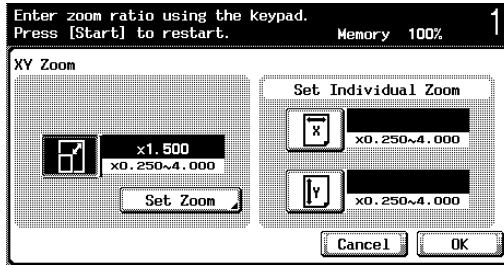 Enter zoom ratio using the keypad.
Press [Start] to restart.
Memory 100%
1
XY Zoom
x1.500
x0.250~4.000
Set Zoom
Set Individual Zoom
X
x0.250~4.000
Y
x0.250~4.000
Cancel
OK